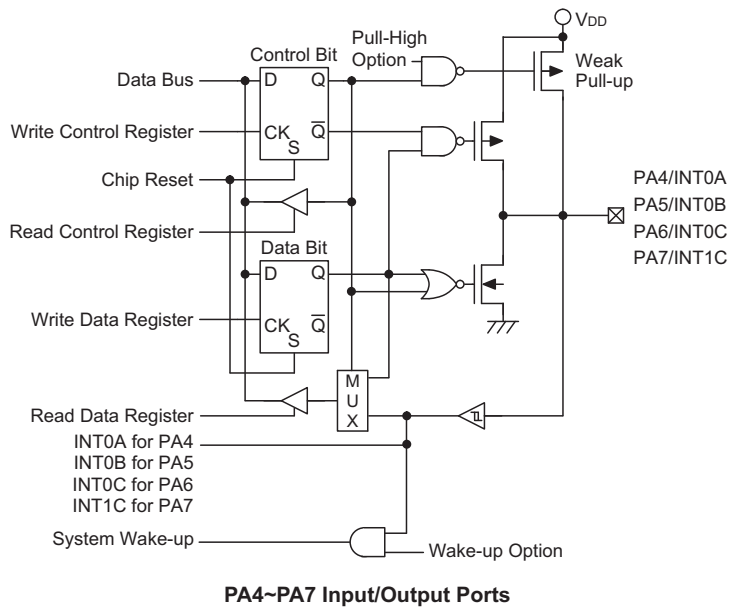 VDD
Pull-High
Option
Weak
Pull-up
Control Bit
Data Bus
D
Q
Write Control Register
CK
Q
S
Chip Reset
Read Control Register
Data Bit
D
Q
Write Data Register
CK
Q
S
M
U
X
Read Data Register
INT0A for PA4
INT0B for PA5
INT0C for PA6
INT1C for PA7
System Wake-up
Wake-up Option
PA4/INT0A
PA5/INT0B
PA6/INT0C
PA7/INT1C
PA4~PA7 Input/Output Ports